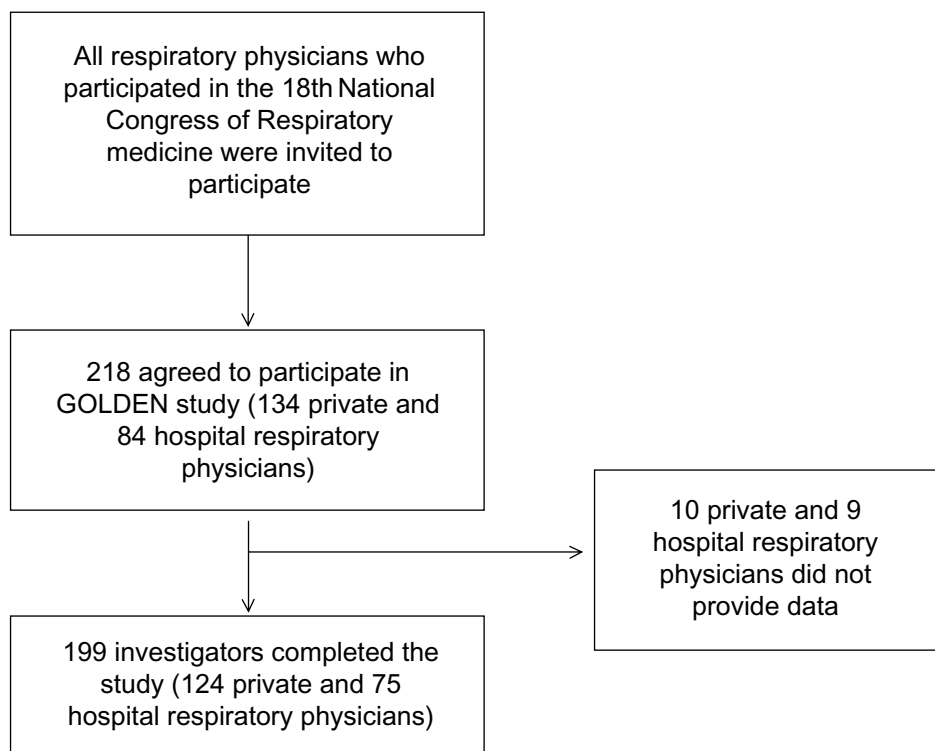 All respiratory physicians who
participated in the 18th National
Congress of Respiratory
medicine were invited to
participate
218 agreed to participate in
GOLDEN study (134 private and
84 hospital respiratory
physicians)
10 private and 9
hospital respiratory
physicians did not
provide data
199 investigators completed the
study (124 private and 75
hospital respiratory physicians)